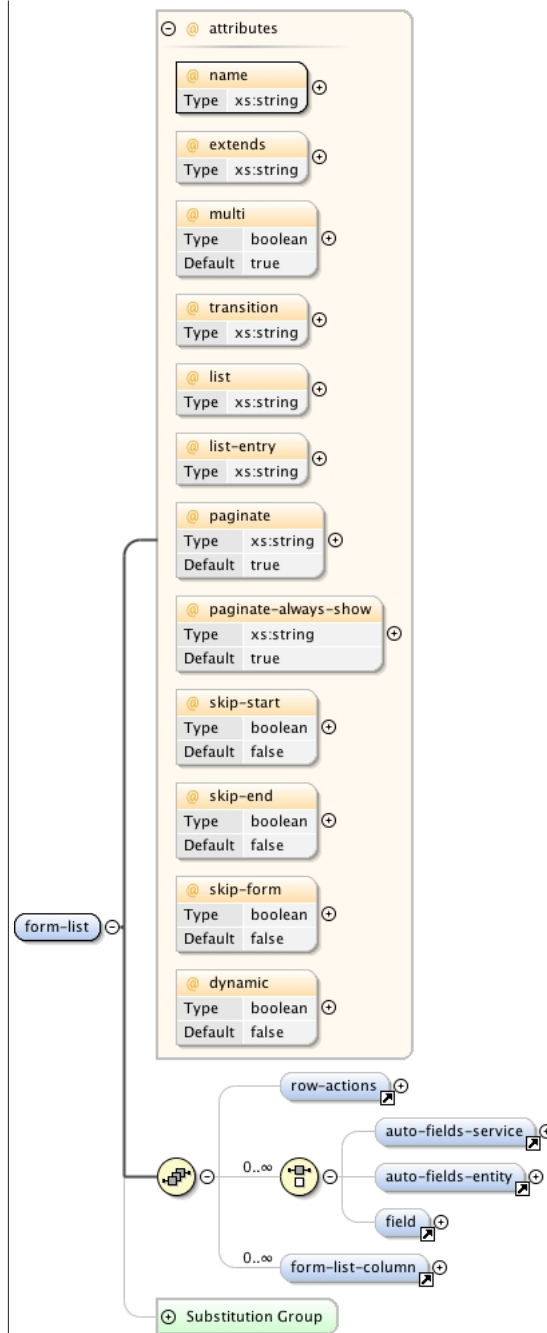 @ attributes
@ name
Type xs:string
@ extends
Type xs:string
@ multi
Type boolean
Default true
@ transition
Type xs:string
@ list
Type xs:string
@ list-entry
Type xs:string
@ paginate
Type xs:string
Default true
@ paginate-always-show
Type xs:string
Default true
@ skip-start
Type boolean
Default false
@ skip-end
Type boolean
Default false
@ skip-form
Type boolean
Default false
form-list
@ dynamic
Type boolean
Default false
row-actions
auto-fields-service
0..∞
auto-fields-entity
field
0..∞
form-list-column
Substitution Group